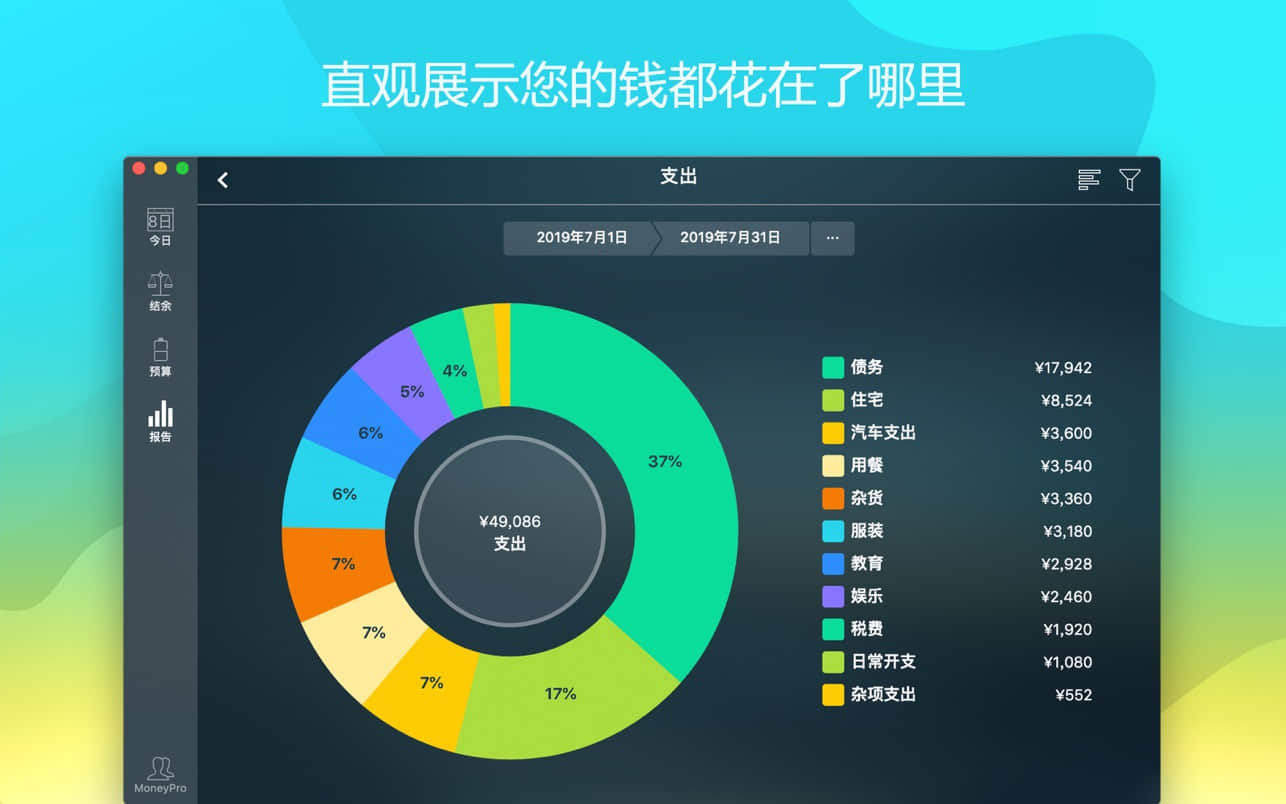 直观展示您的钱都花在了哪里
支出
8日
今日
结余
预算
报告
MoneyPro
2019年7月1日 2019年7月31日 ...
37%
17%
7%
7%
7%
6%
6%
5%
4%
¥49,086
支出
债务 ¥17,942
住宅 ¥8,524
汽车支出 ¥3,600
用餐 ¥3,540
杂货 ¥3,360
服装 ¥3,180
教育 ¥2,928
娱乐 ¥2,460
税费 ¥1,920
日常开支 ¥1,080
杂项支出 ¥552